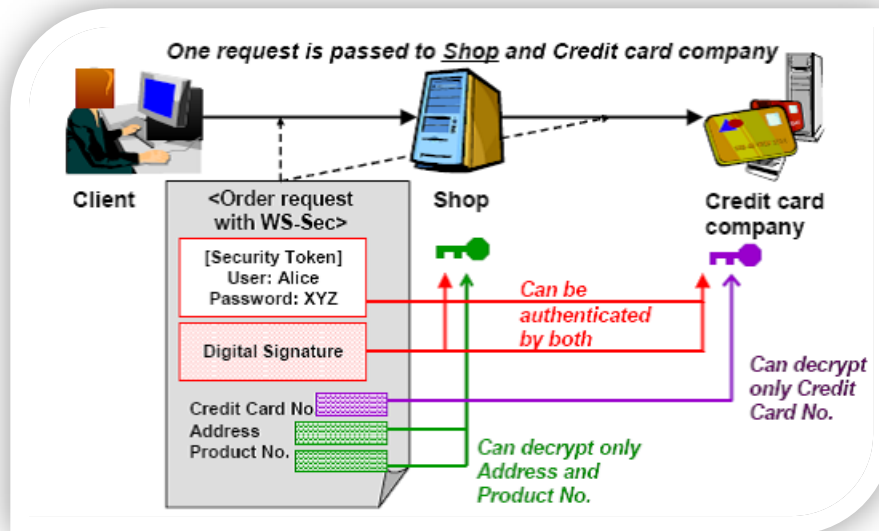 One request is passed to Shop and Credit card company
Client
Shop
Credit card
company
<Order request
with WS-Sec>
[Security Token]
User: Alice
Password: XYZ
Digital Signature
Credit Card No
Address
Product No.
Can be
authenticated
by both
Can decrypt
only Credit
Card No.
Can decrypt only
Address and
Product No.